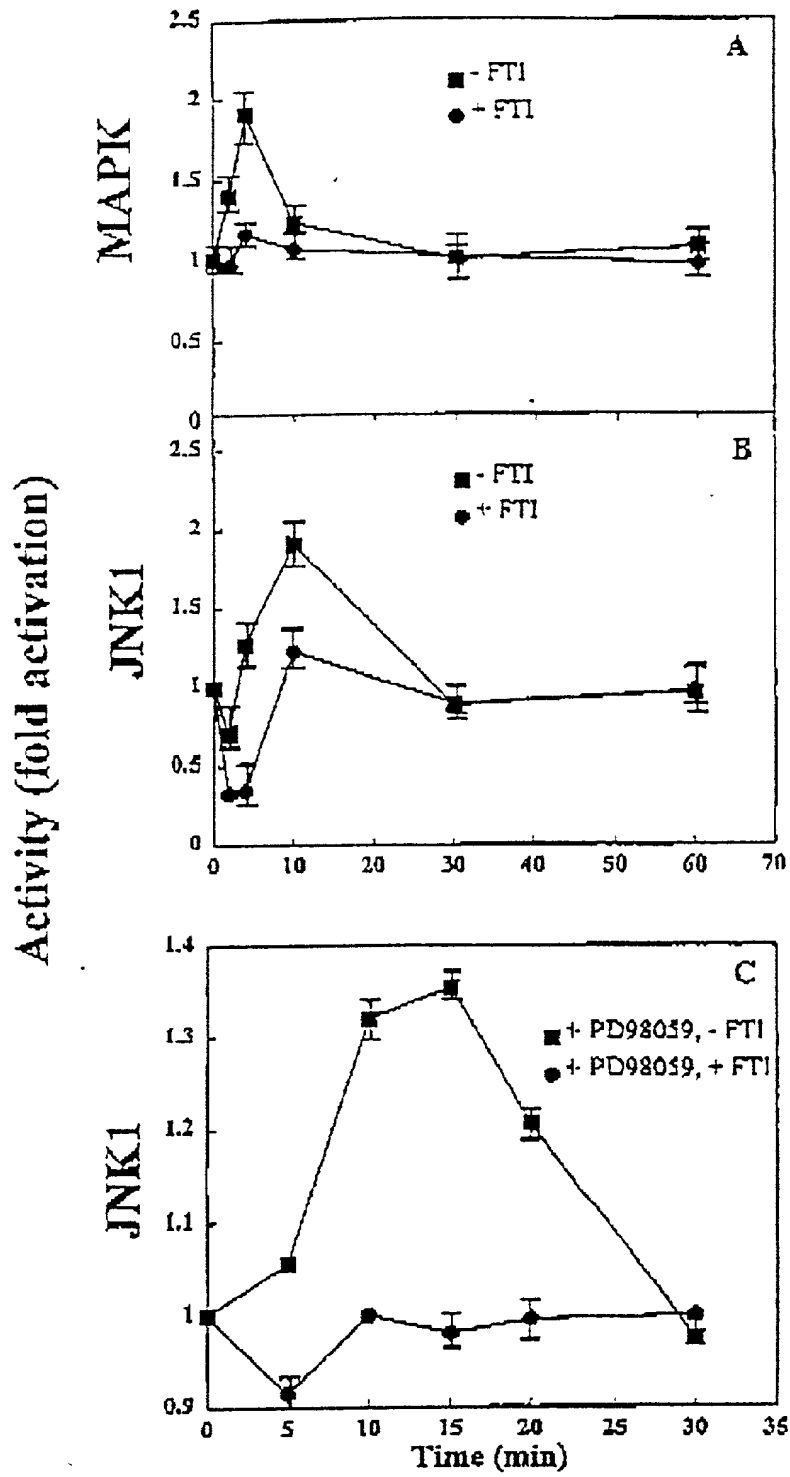 Activity (fold activation)
MAPK
2.5
2
1.5
1
0.5
0
A
- FTI
+ FTI
JNK1
2.5
2
1.5
1
0.5
0
B
- FTI
+ FTI
0 10 20 30 40 50 60 70
JNK1
1.4
1.3
1.2
1.1
1
0.9
C
+ PD98059, - FTI
+ PD98059, + FTI
0 5 10 15 20 25 30 35
Time (min)